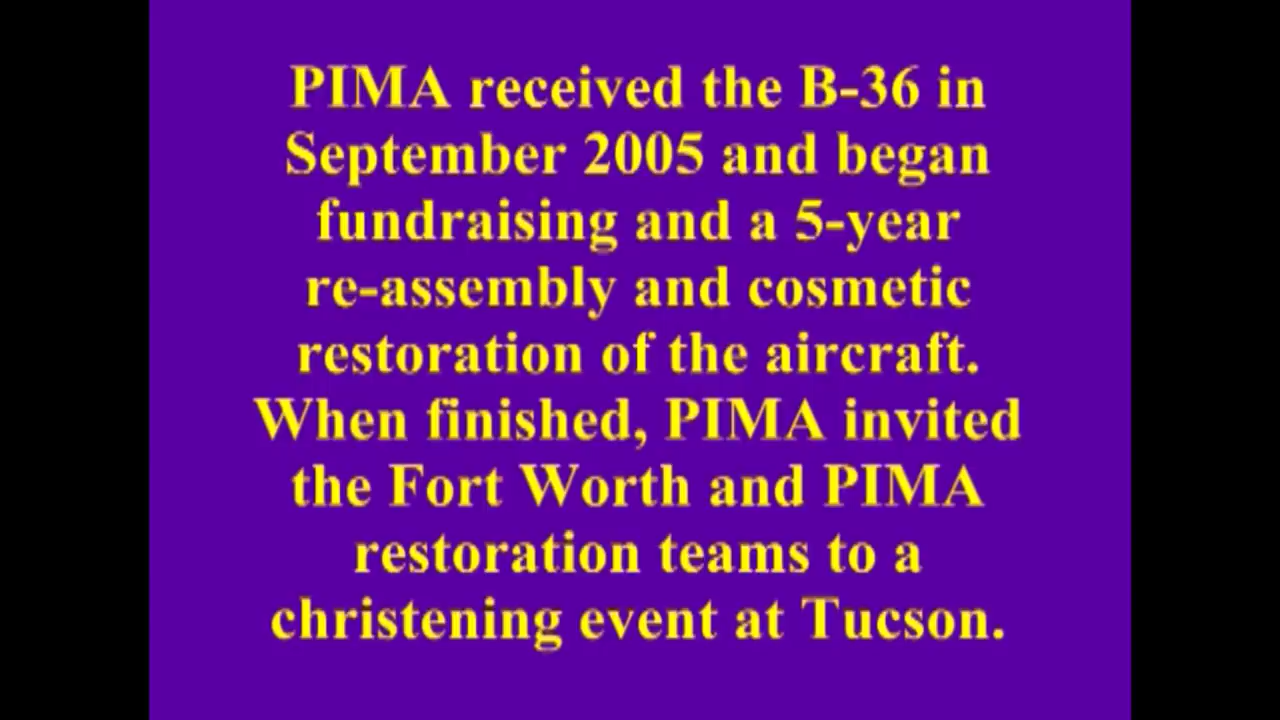 PIMA received the B-36 in
September 2005 and began
fundraising and a 5-year
re-assembly and cosmetic
restoration of the aircraft.
When finished, PIMA invited
the Fort Worth and PIMA
restoration teams to a
christening event at Tucson.